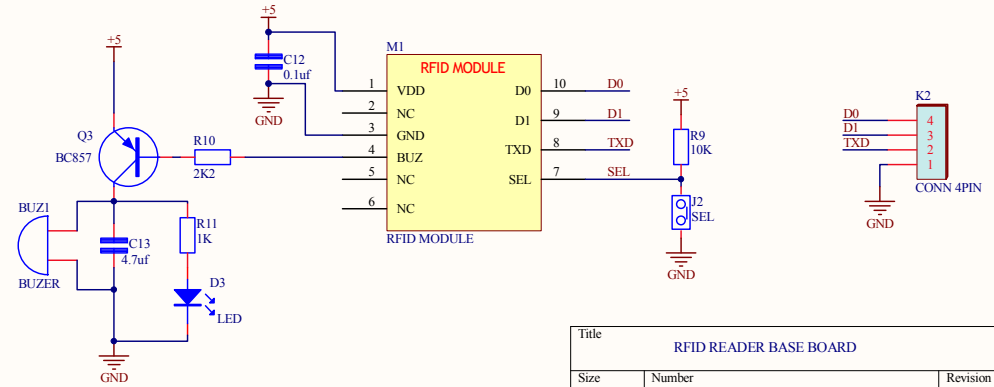 +5
+5
C12
0.1uf
GND
M1
RFID MODULE
1
VDD
2
NC
3
GND
4
BUZ
5
NC
6
NC
D0
10
D0
D1
9
D1
TXD
8
TXD
SEL
7
SEL
RFID MODULE
Q3
BC857
R10
2K2
BUZ1
BUZER
C13
4.7uf
R11
1K
D3
LED
GND
+5
R9
10K
J2
SEL
GND
K2
D0
4
D1
3
TXD
2
1
CONN 4PIN
GND
Title
RFID READER BASE BOARD
Size
Number
Revision